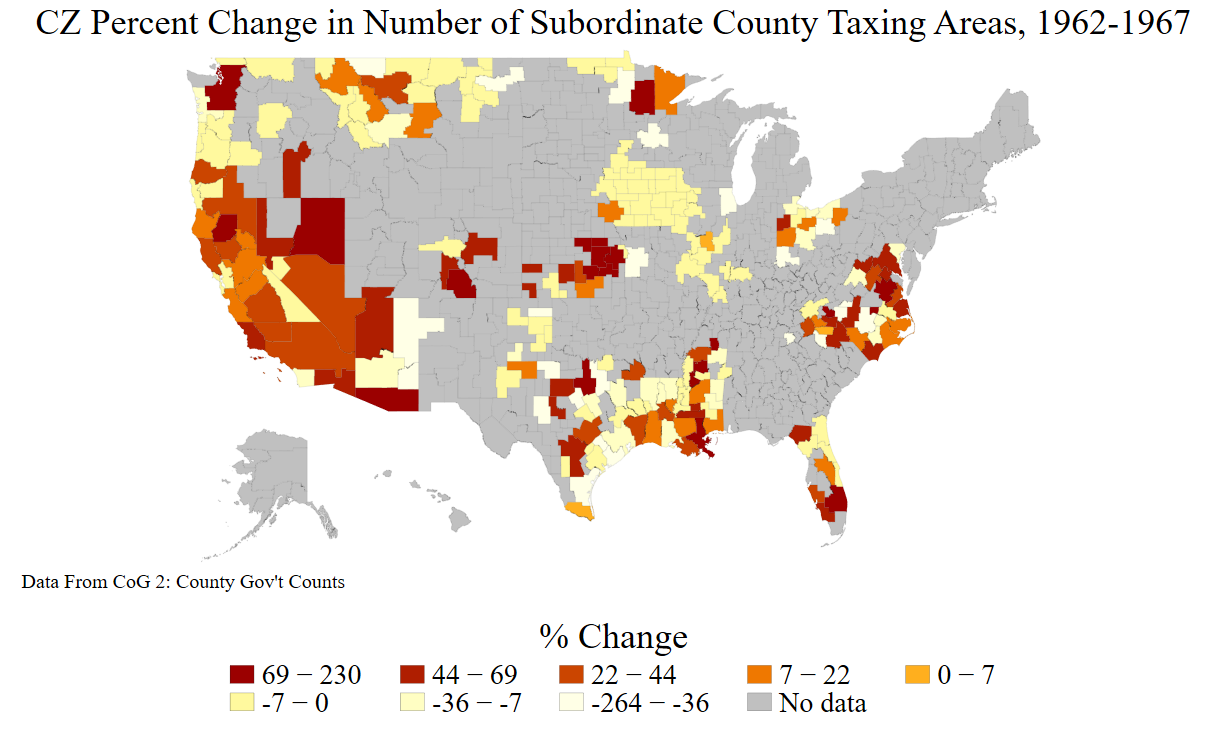 CZ Percent Change in Number of Subordinate County Taxing Areas, 1962-1967
Data From CoG 2: County Gov't Counts
% Change
69 − 230 44 − 69 22 − 44 7 − 22 0 − 7
-7 − 0 -36 − -7 -264 − -36 No data